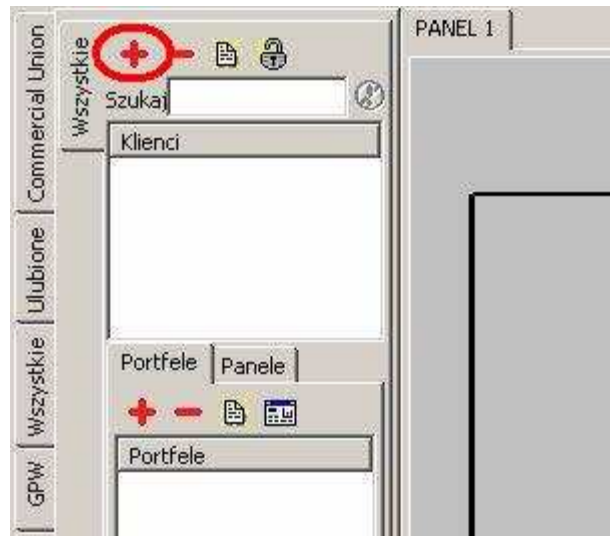 Commercial Union
Ulubione
Wszystkie
GPW
Wszystkie
Szukaj
Klienci
Portfele
Panele
Portfele
PANEL 1